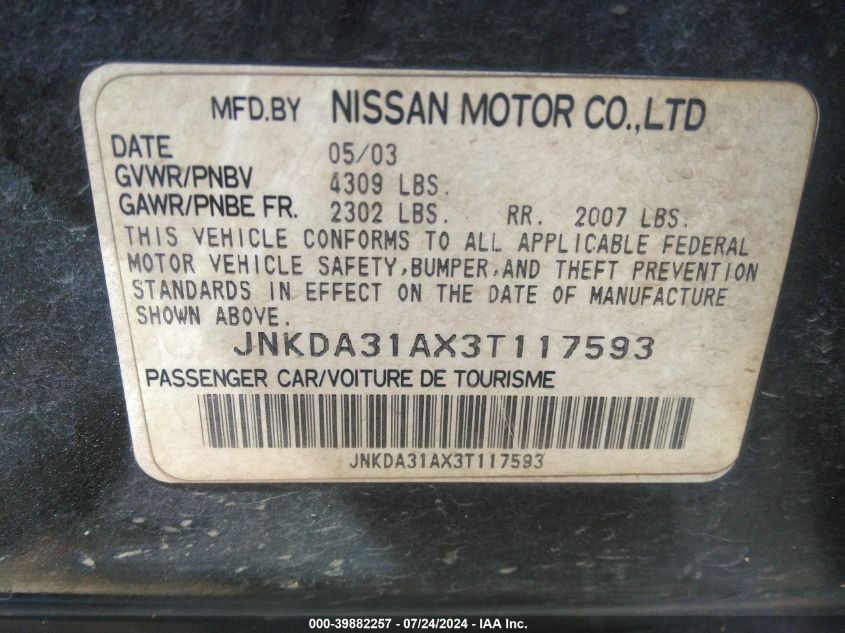 MFD.BY NISSAN MOTOR CO.,LTD
DATE 05/03
GVWR/PNBV 4309 LBS.
GAWR/PNBE FR. 2302 LBS. RR. 2007 LBS.
THIS VEHICLE CONFORMS TO ALL APPLICABLE FEDERAL
MOTOR VEHICLE SAFETY,BUMPER,AND THEFT PREVENTION
STANDARDS IN EFFECT ON THE DATE OF MANUFACTURE
SHOWN ABOVE.
JNKDA31AX3T117593
PASSENGER CAR/VOITURE DE TOURISME
JNKDA31AX3T117593
000-39882257 - 07/24/2024 - IAA Inc.